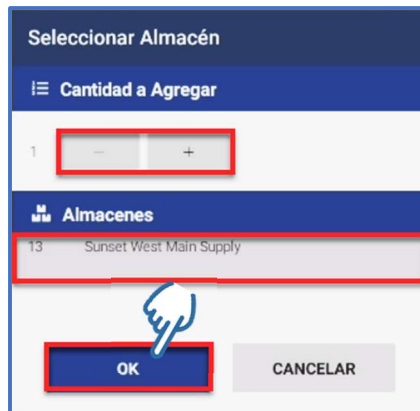 Seleccionar Almacén
Cantidad a Agregar
1 − +
Almacenes
13 Sunset West Main Supply
OK CANCELAR